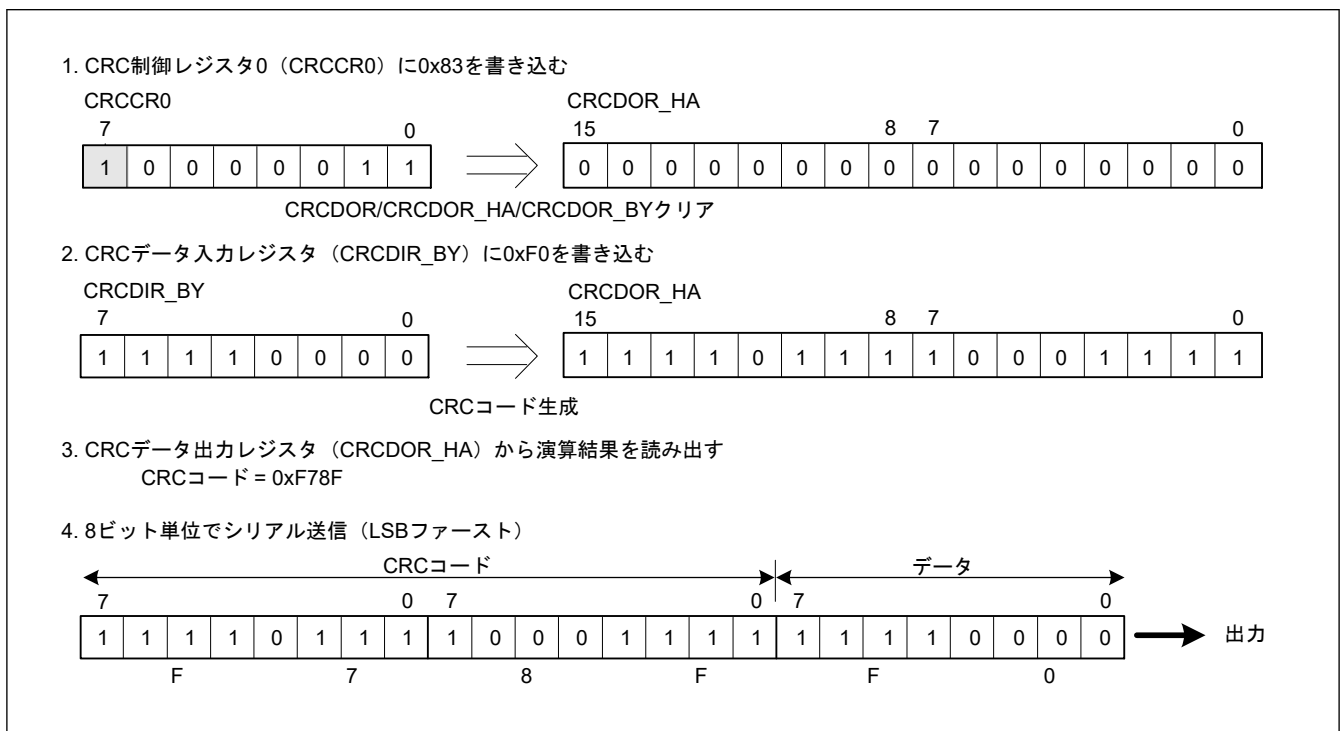 1. CRC制御レジスタ0（CRCCR0）に0x83を書き込む
CRCCR0 CRCDOR_HA
7 0 15 8 7 0
1 0 0 0 0 0 1 1 0 0 0 0 0 0 0 0 0 0 0 0 0 0 0 0
CRCDOR/CRCDOR_HA/CRCDOR_BYクリア
2. CRCデータ入力レジスタ（CRCDIR_BY）に0xF0を書き込む
CRCDIR_BY CRCDOR_HA
7 0 15 8 7 0
1 1 1 1 0 0 0 0 1 1 1 1 0 1 1 1 1 0 0 0 1 1 1 1
CRCコード生成
3. CRCデータ出力レジスタ（CRCDOR_HA）から演算結果を読み出す
CRCコード = 0xF78F
4. 8ビット単位でシリアル送信（LSBファースト）
CRCコード データ
7 0 7 0 7 0
1 1 1 1 0 1 1 1 1 0 0 0 1 1 1 1 1 1 1 1 0 0 0 0 出力
F 7 8 F F 0